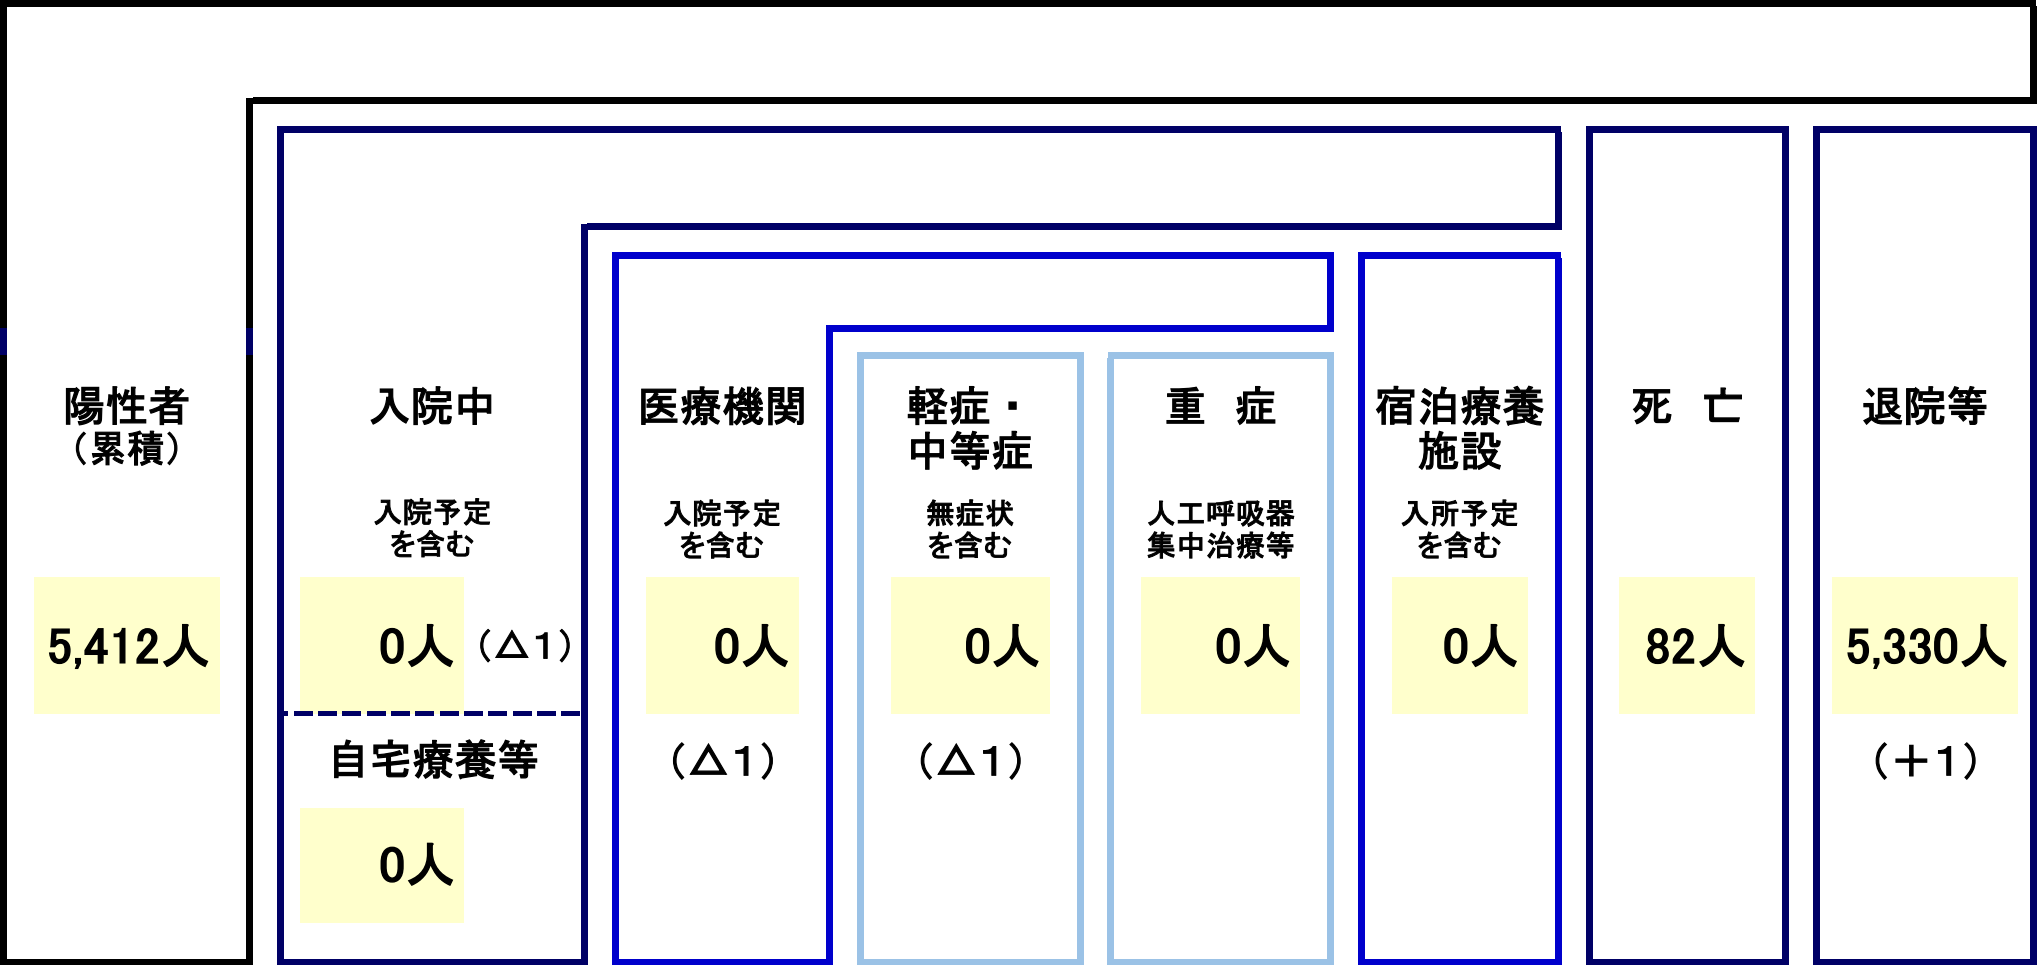 陽性者
（累積）
5,412人
入院中
入院予定
を含む
0人
（△１）
自宅療養等
0人
医療機関
入院予定
を含む
0人
（△１）
軽症・
中等症
無症状
を含む
0人
（△１）
重　症
人工呼吸器
集中治療等
0人
宿泊療養
施設
入所予定
を含む
0人
死　亡
82人
退院等
5,330人
（＋１）